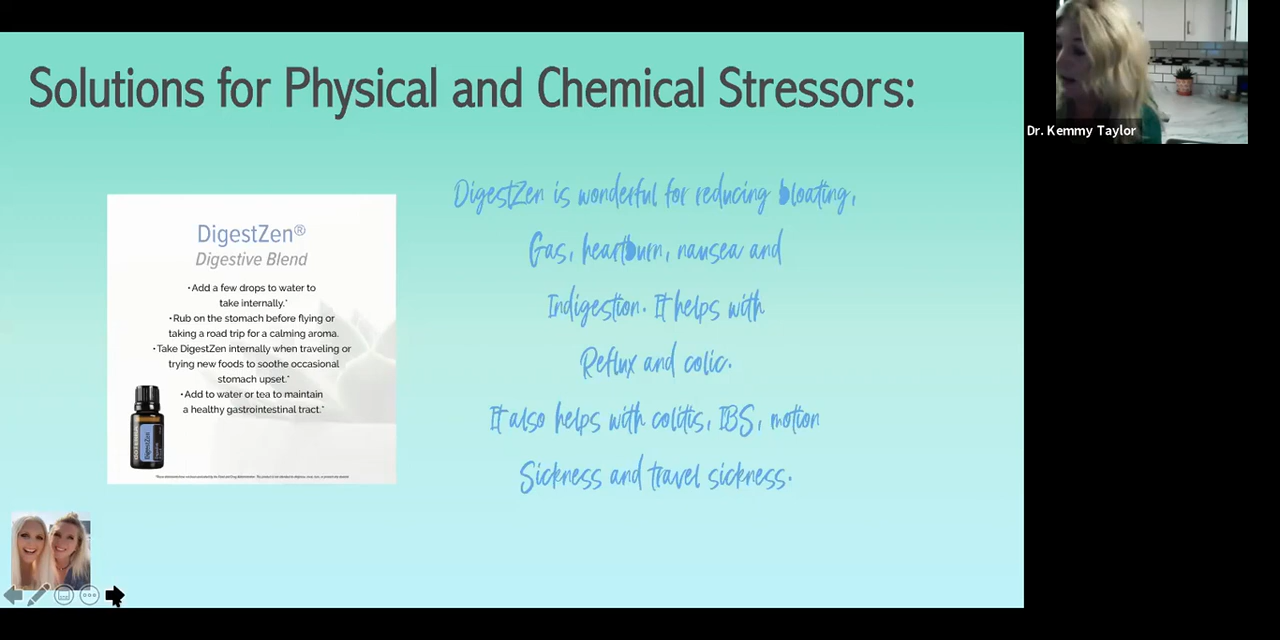 Solutions for Physical and Chemical Stressors:
Dr. Kemmy Taylor
DigestZen is wonderful for reducing bloating,
Gas, heartburn, nausea and
Indigestion. It helps with
Reflux and colic.
It also helps with colitis, IBS, motion
Sickness and travel sickness.
DigestZen®
Digestive Blend
•Add a few drops to water to
take internally.*
•Rub on the stomach before flying or
taking a road trip for a calming aroma.
•Take DigestZen internally when traveling or
trying new foods to soothe occasional
stomach upset.*
•Add to water or tea to maintain
a healthy gastrointestinal tract.*
DigestZen